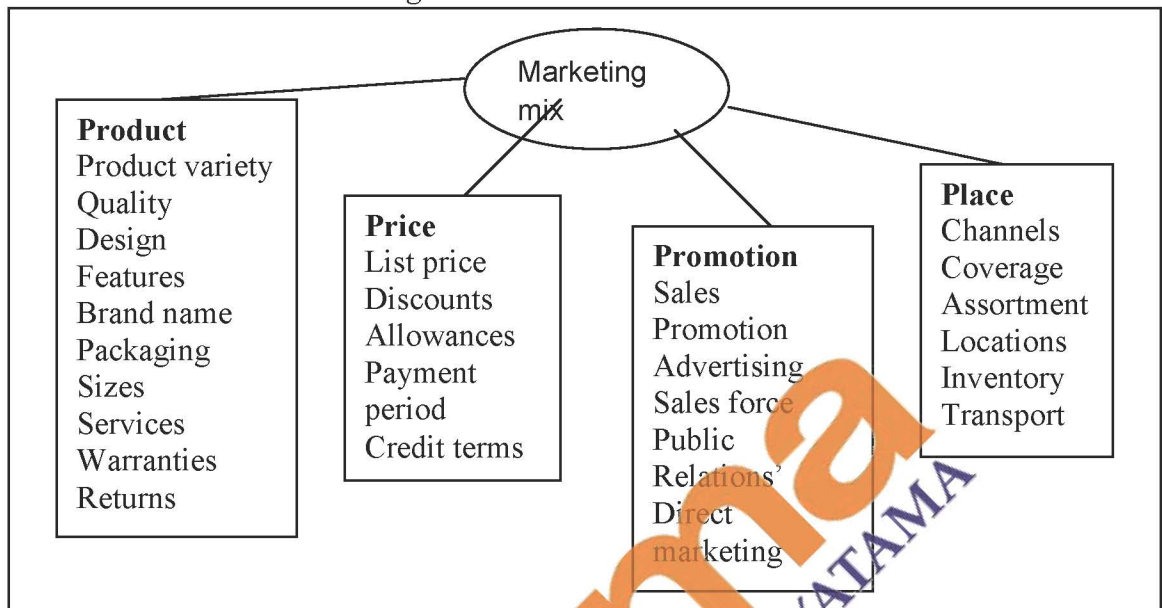 Marketing
mix
Product
Product variety
Quality
Design
Features
Brand name
Packaging
Sizes
Services
Warranties
Returns
Price
List price
Discounts
Allowances
Payment
period
Credit terms
Promotion
Sales
Promotion
Advertising
Sales force
Public
Relations’
Direct
marketing
Place
Channels
Coverage
Assortment
Locations
Inventory
Transport